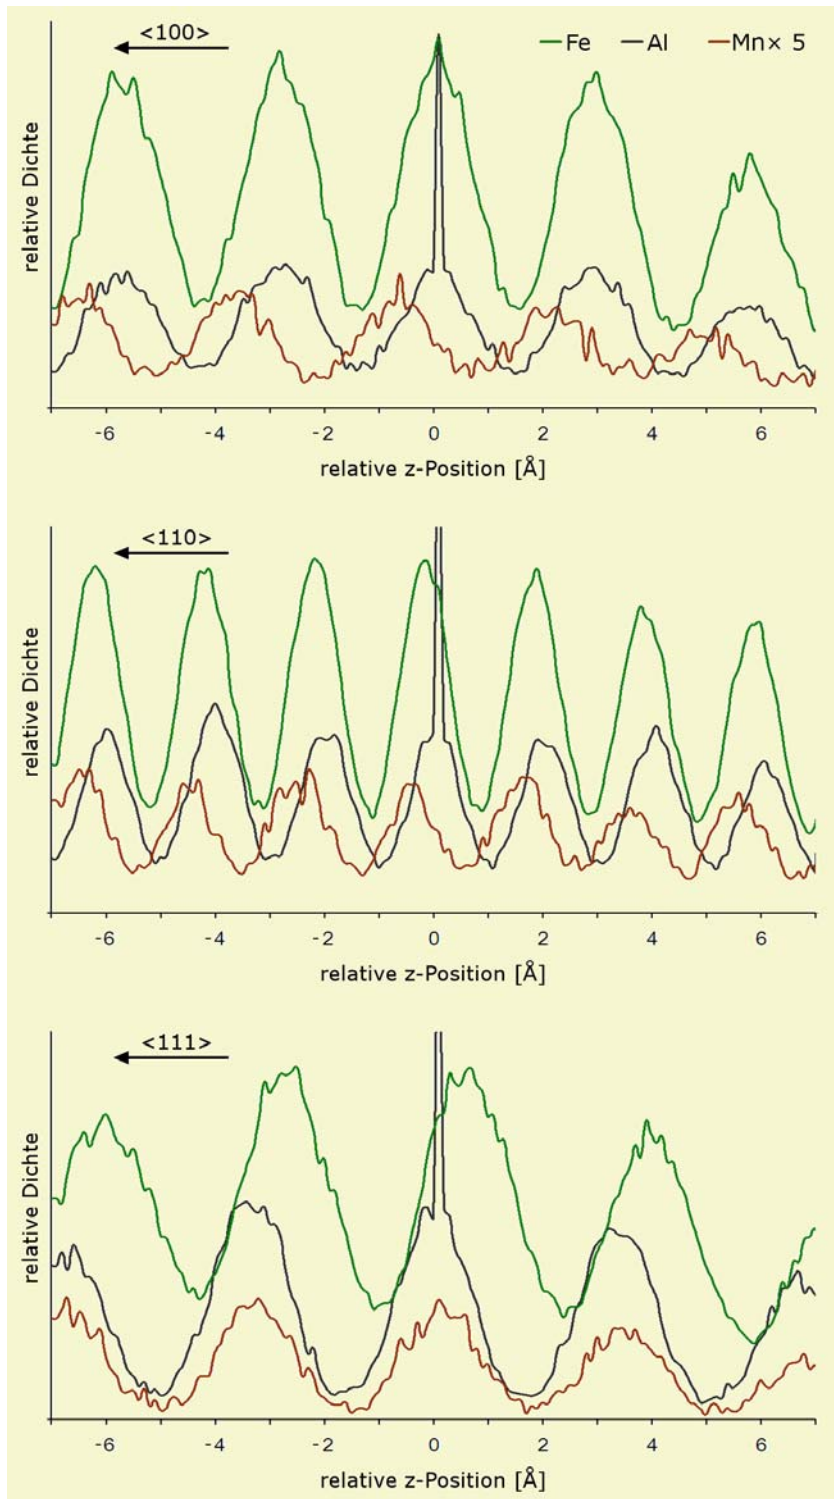 <100>
Fe Al Mn× 5
relative Dichte
-6 -4 -2 0 2 4 6
relative z-Position [Å]
<110>
relative Dichte
-6 -4 -2 0 2 4 6
relative z-Position [Å]
<111>
relative Dichte
-6 -4 -2 0 2 4 6
relative z-Position [Å]